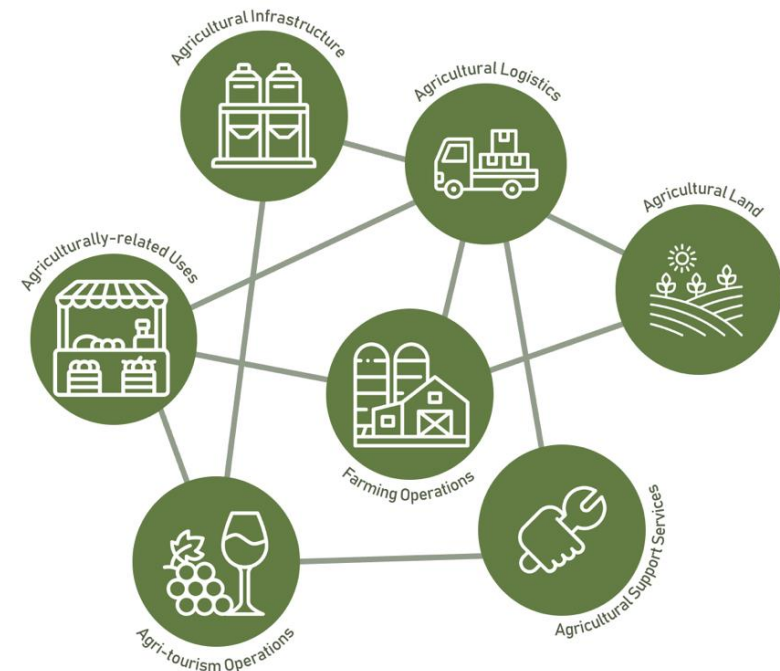 Agricultural Infrastructure
Agricultural Logistics
Agricultural Land
Agriculturally-related Uses
Farming Operations
Agricultural Support Services
Agri-tourism Operations